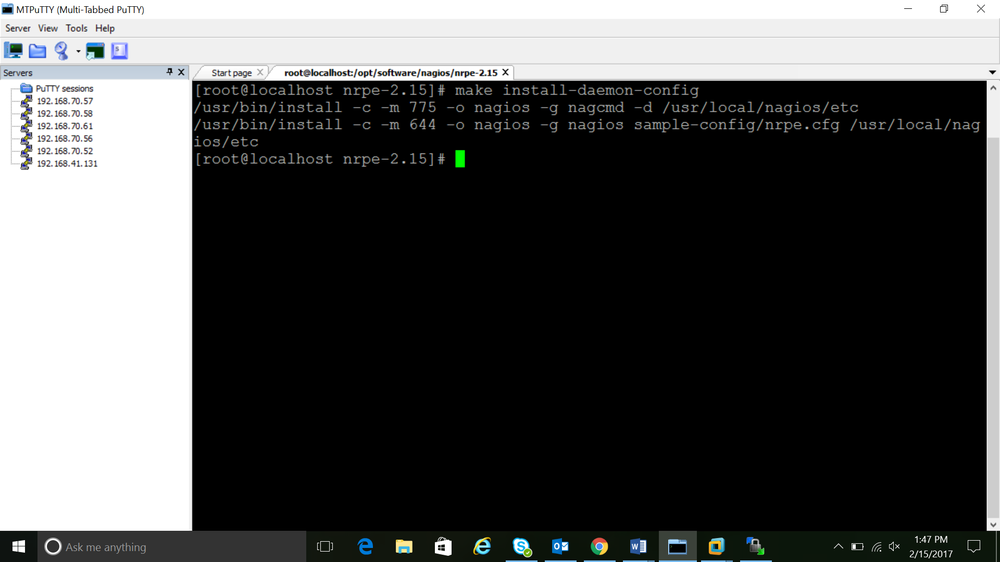 MTPuTTY (Multi-Tabbed PuTTY)
Server View Tools Help
Servers
PuTTY sessions
192.168.70.57
192.168.70.58
192.168.70.61
192.168.70.56
192.168.70.52
192.168.41.131
Start page root@localhost:/opt/software/nagios/nrpe-2.15
[root@localhost nrpe-2.15]# make install-daemon-config
/usr/bin/install -c -m 775 -o nagios -g nagcmd -d /usr/local/nagios/etc
/usr/bin/install -c -m 644 -o nagios -g nagios sample-config/nrpe.cfg /usr/local/nag
ios/etc
[root@localhost nrpe-2.15]#
Ask me anything
1:47 PM
2/15/2017